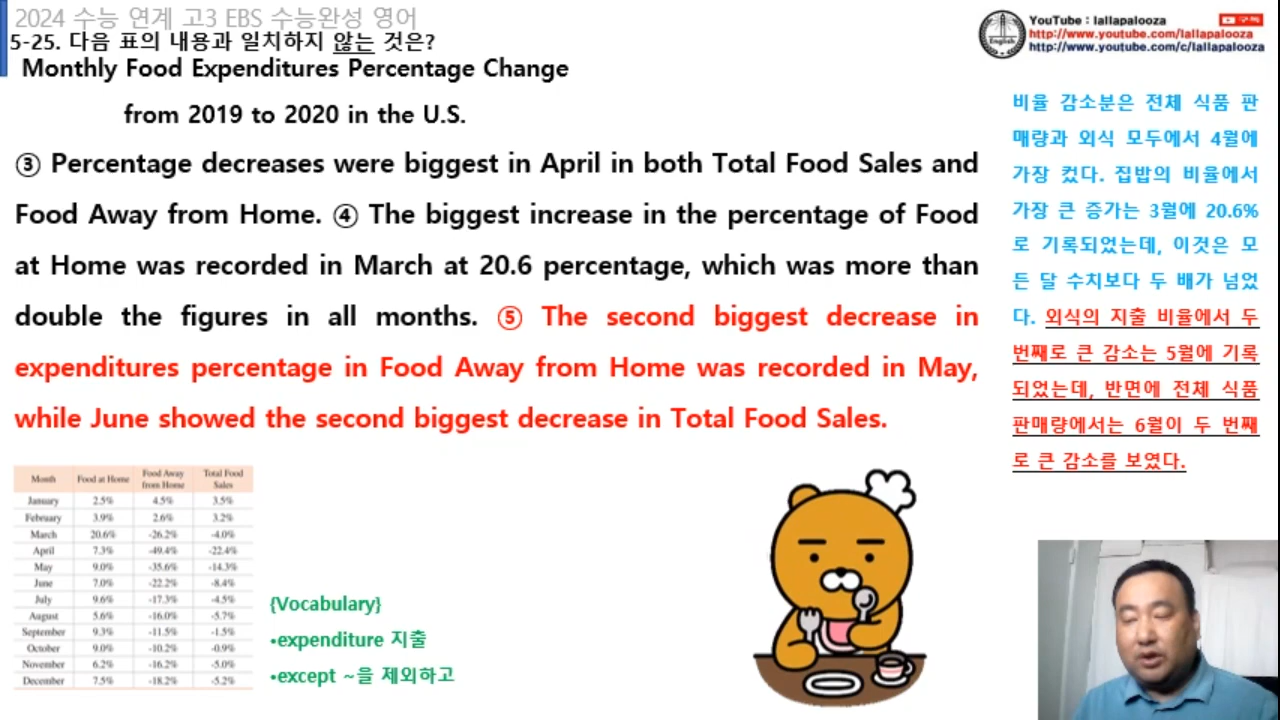 2024 수능 연계 고3 EBS 수능완성 영어
5-25. 다음 표의 내용과 일치하지 않는 것은?
Monthly Food Expenditures Percentage Change
from 2019 to 2020 in the U.S.
③ Percentage decreases were biggest in April in both Total Food Sales and
Food Away from Home. ④ The biggest increase in the percentage of Food
at Home was recorded in March at 20.6 percentage, which was more than
double the figures in all months. ⑤ The second biggest decrease in
expenditures percentage in Food Away from Home was recorded in May,
while June showed the second biggest decrease in Total Food Sales.
YouTube : lallapalooza
구독
http://www.youtube.com/lallapalooza
http://www.youtube.com/c/lallapalooza
English
비율 감소분은 전체 식품 판
매량과 외식 모두에서 4월에
가장 컸다. 집밥의 비율에서
가장 큰 증가는 3월에 20.6%
로 기록되었는데, 이것은 모
든 달 수치보다 두 배가 넘었
다. 외식의 지출 비율에서 두
번째로 큰 감소는 5월에 기록
되었는데, 반면에 전체 식품
판매량에서는 6월이 두 번째
로 큰 감소를 보였다.
Month Food at Home Food Away from Home Total Food Sales
January 2.5% 4.5% 3.5%
February 3.9% 2.6% 3.2%
March 20.6% -26.2% -4.0%
April 7.3% -49.4% -22.4%
May 9.0% -35.6% -14.3%
June 7.0% -22.2% -8.4%
July 9.6% -17.3% -4.5%
August 5.6% -16.0% -5.7%
September 9.3% -11.5% -1.5%
October 9.0% -10.2% -0.9%
November 6.2% -16.2% -5.0%
December 7.5% -18.2% -5.2%
{Vocabulary}
•expenditure 지출
•except ~을 제외하고